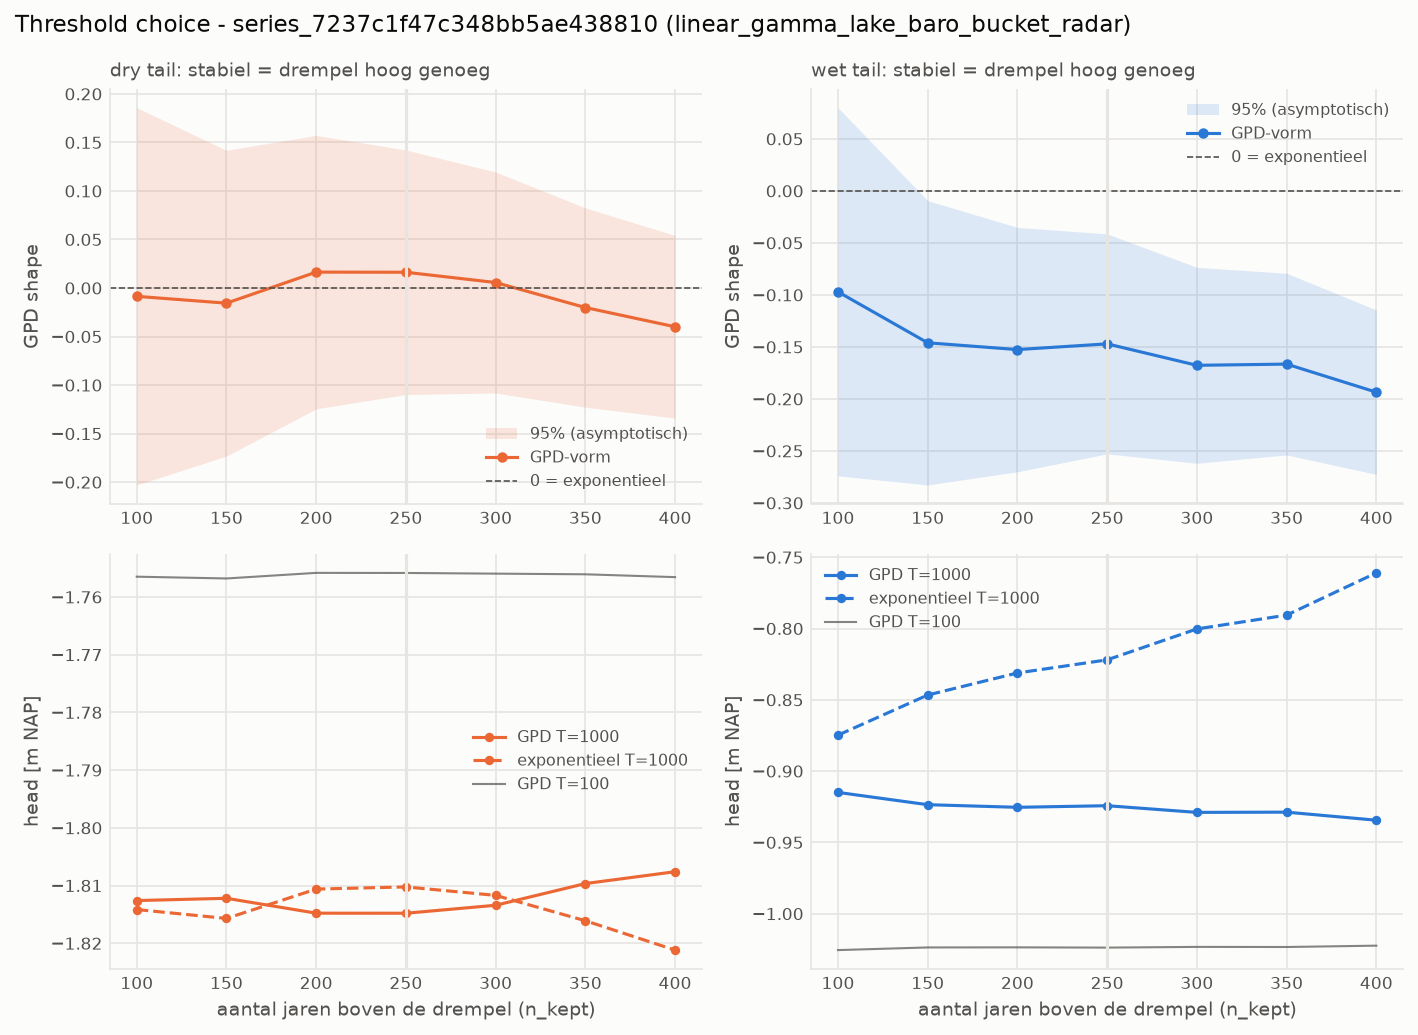 Threshold choice - series_7237c1f47c348bb5ae438810 (linear_gamma_lake_baro_bucket_radar)
dry tail: stabiel = drempel hoog genoeg
GPD shape
0.20
0.15
0.10
0.05
0.00
−0.05
−0.10
−0.15
−0.20
95% (asymptotisch)
GPD-vorm
0 = exponentieel
100 150 200 250 300 350 400
wet tail: stabiel = drempel hoog genoeg
GPD shape
0.05
0.00
−0.05
−0.10
−0.15
−0.20
−0.25
−0.30
95% (asymptotisch)
GPD-vorm
0 = exponentieel
100 150 200 250 300 350 400
head [m NAP]
−1.76
−1.77
−1.78
−1.79
−1.80
−1.81
−1.82
GPD T=1000
exponentieel T=1000
GPD T=100
100 150 200 250 300 350 400
aantal jaren boven de drempel (n_kept)
head [m NAP]
−0.75
−0.80
−0.85
−0.90
−0.95
−1.00
GPD T=1000
exponentieel T=1000
GPD T=100
100 150 200 250 300 350 400
aantal jaren boven de drempel (n_kept)